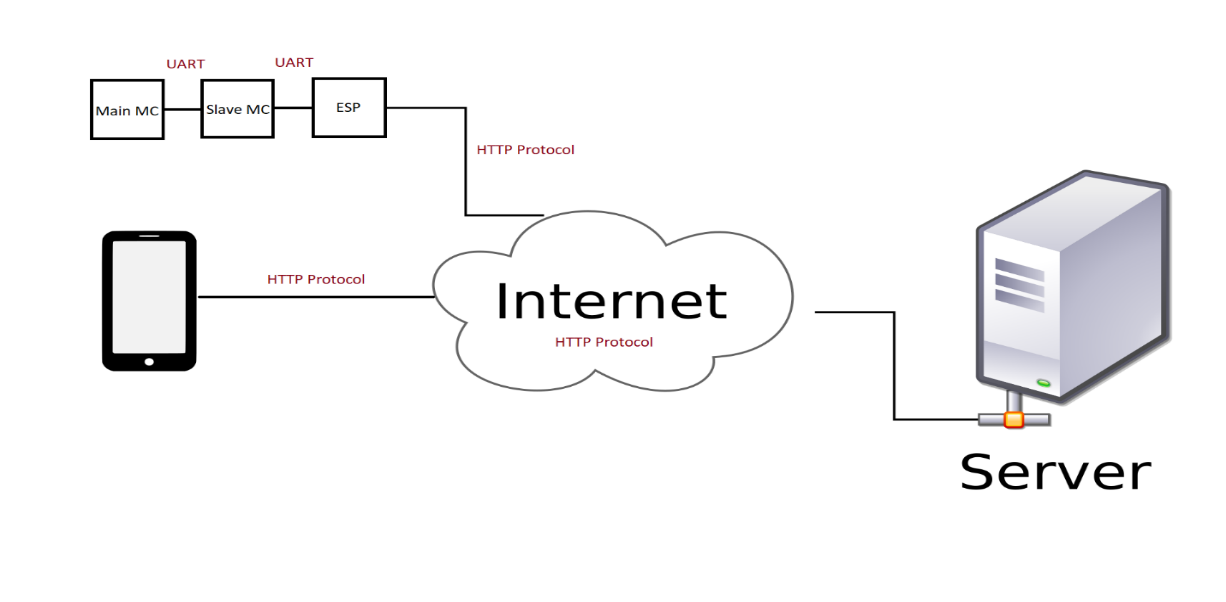 UART
UART
Main MC
Slave MC
ESP
HTTP Protocol
HTTP Protocol
Internet
HTTP Protocol
Server